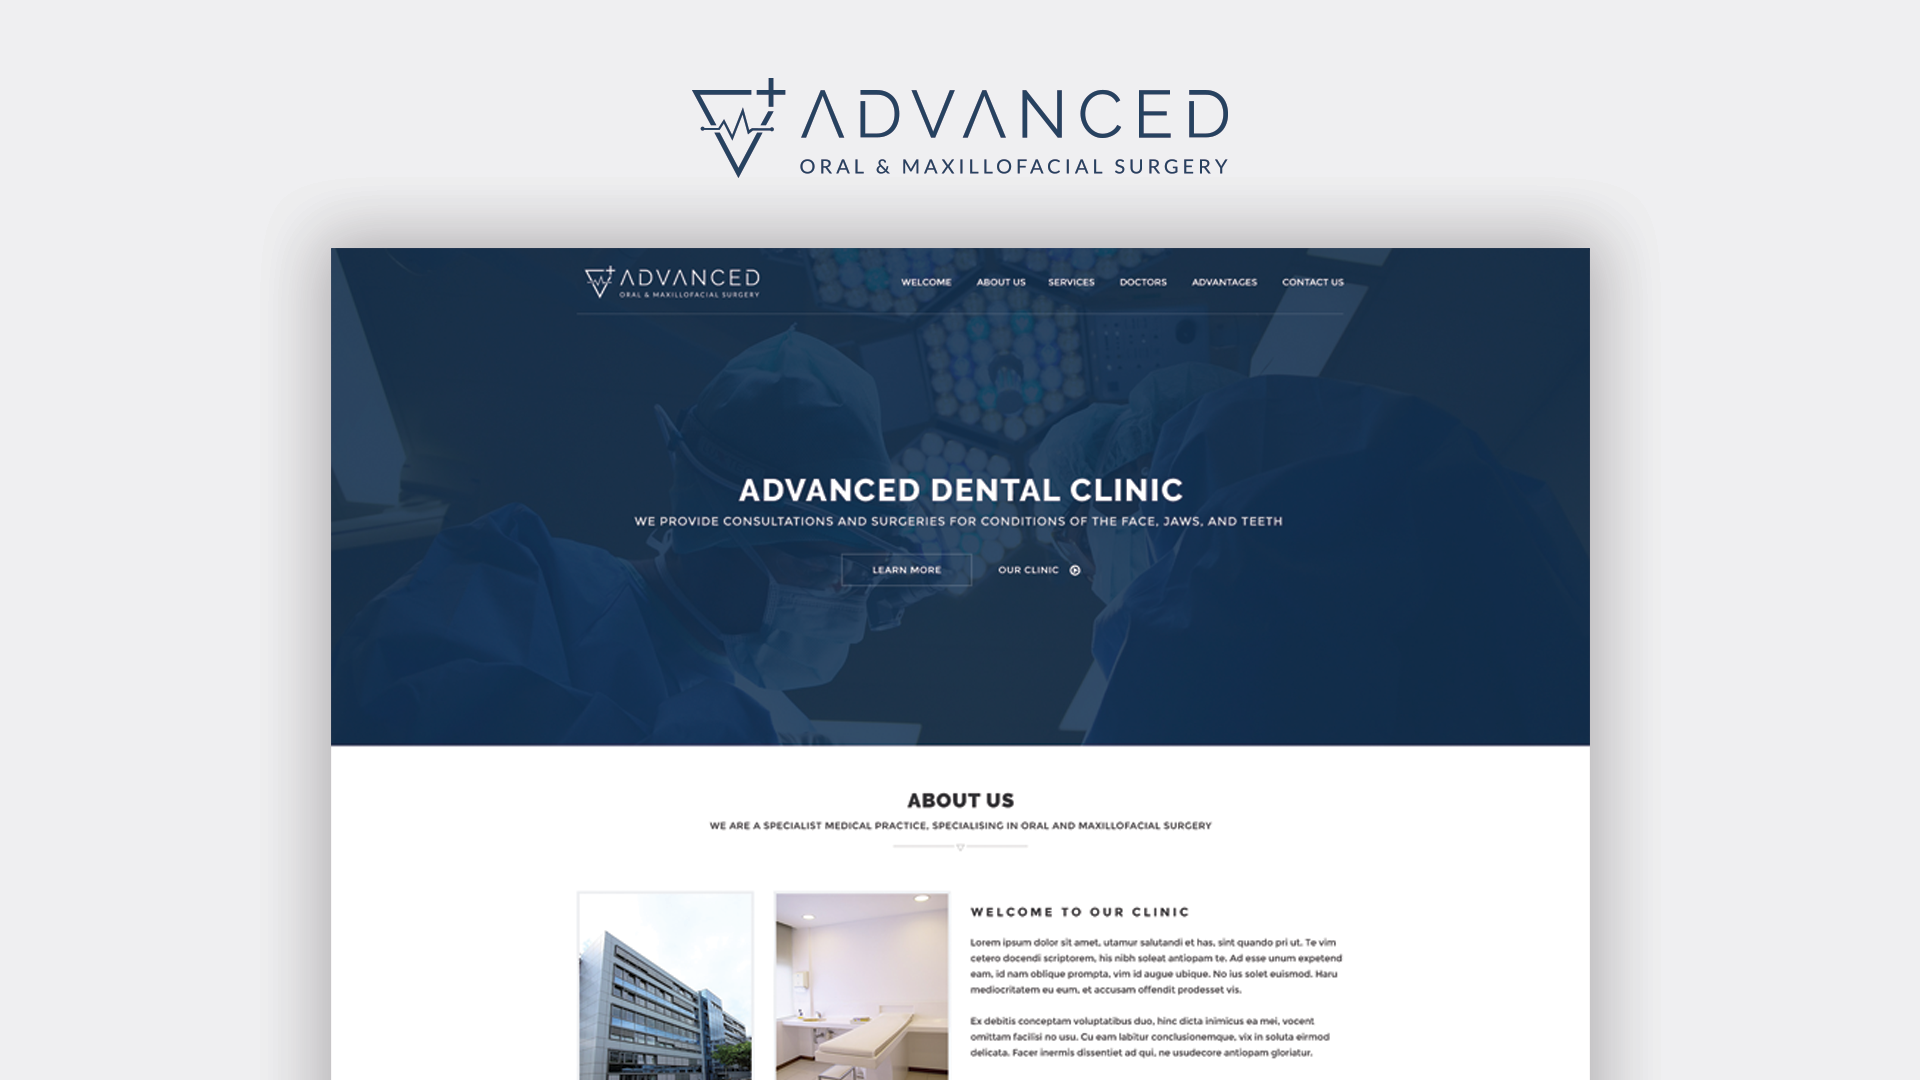 ADVANCED
ORAL & MAXILLOFACIAL SURGERY
ADVANCED
ORAL & MAXILLOFACIAL SURGERY
WELCOME ABOUT US SERVICES DOCTORS ADVANTAGES CONTACT US
ADVANCED DENTAL CLINIC
WE PROVIDE CONSULTATIONS AND SURGERIES FOR CONDITIONS OF THE FACE, JAWS, AND TEETH
LEARN MORE OUR CLINIC
ABOUT US
WE ARE A SPECIALIST MEDICAL PRACTICE, SPECIALISING IN ORAL AND MAXILLOFACIAL SURGERY
WELCOME TO OUR CLINIC
Lorem ipsum dolor sit amet, utamur salutandi et has, sint quando pri ut. Te vim
cetero docendi scriptorem, his nibh soleat antiopam te. Ad esse unum expetend
eam, id nam oblique prompta, vim id augue ubique. No ius solet euismod. Haru
mediocritatem eu eum, et accusam offendit prodesset vis.
Ex debitis conceptam voluptatibus duo, hinc dicta inimicus ea mei, vocent
omittam facilisi no usu. Cu eam labitur conclusionemque, vix in soluta eirmod
delicata. Facer inermis dissentiet ad qui, ne usudecore antiopam gloriatur.